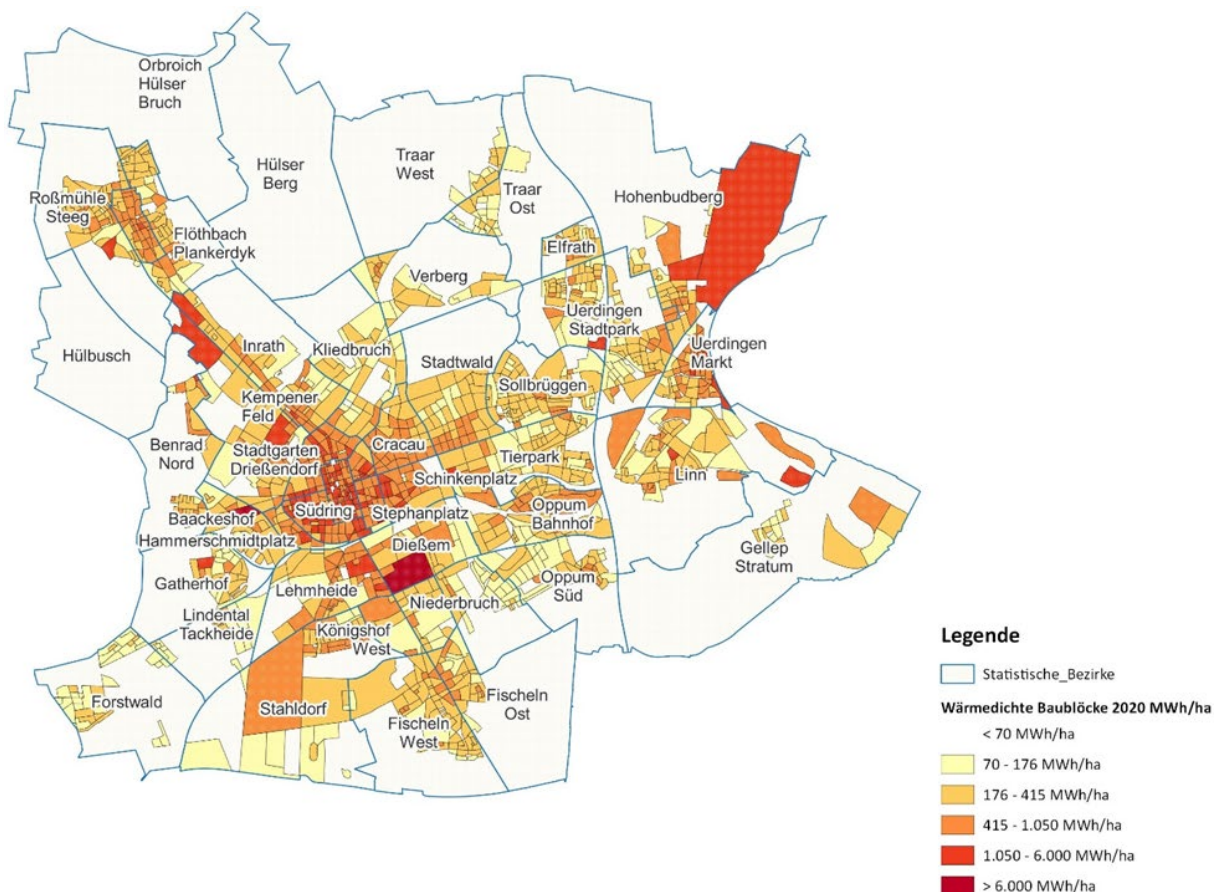 Orbroich
Hülser
Bruch
Hülser
Berg
Traar
West
Traar
Ost
Hohenbudberg
Roßmühle
Steeg
Flöthbach
Plankerdyk
Elfrath
Verberg
Uerdingen
Stadtpark
Uerdingen
Markt
Hülbusch
Inrath
Kliedbruch
Stadtwald
Sollbrüggen
Kempener
Feld
Benrad
Nord
Stadtgarten
Drießendorf
Cracau
Tierpark
Schinkenplatz
Linn
Südring
Stephanplatz
Oppum
Bahnhof
Baackeshof
Hammerschmidtplatz
Dießem
Gellep
Stratum
Gatherhof
Lehmheide
Niederbruch
Oppum
Süd
Lindental
Tackheide
Königshof
West
Forstwald
Stahldorf
Fischeln
West
Fischeln
Ost
Legende
Statistische_Bezirke
Wärmedichte Baublöcke 2020 MWh/ha
< 70 MWh/ha
70 - 176 MWh/ha
176 - 415 MWh/ha
415 - 1.050 MWh/ha
1.050 - 6.000 MWh/ha
> 6.000 MWh/ha